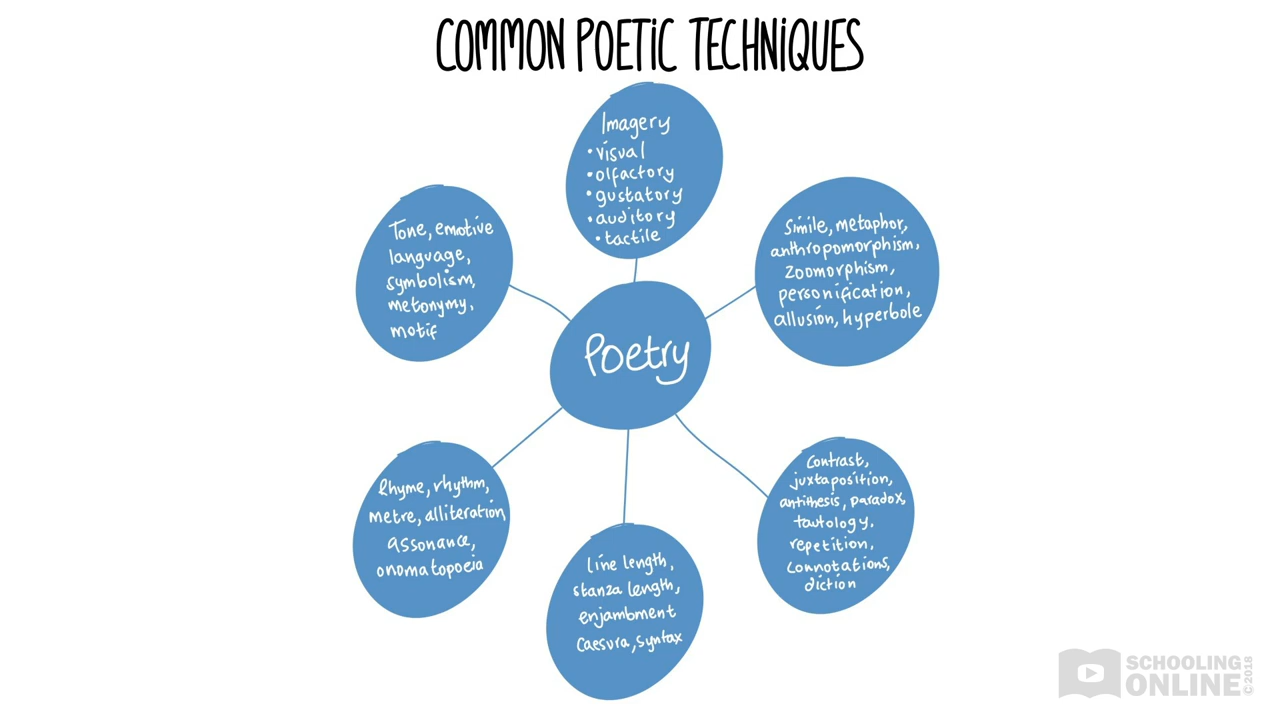 COMMON POETIC TECHNIQUES
Imagery
• visual
• olfactory
• gustatory
• auditory
• tactile
Simile, metaphor,
anthropomorphism,
zoomorphism,
personification,
allusion, hyperbole
Contrast,
juxtaposition,
antithesis, paradox,
tautology.
repetition,
connotations,
diction
line length,
stanza length,
enjambment
Caesura, syntax
Rhyme, rhythm,
metre, alliteration,
assonance,
onomatopoeia
Tone, emotive
language,
symbolism,
metonymy,
motif
Poetry
SCHOOLING
ONLINE
© 2018